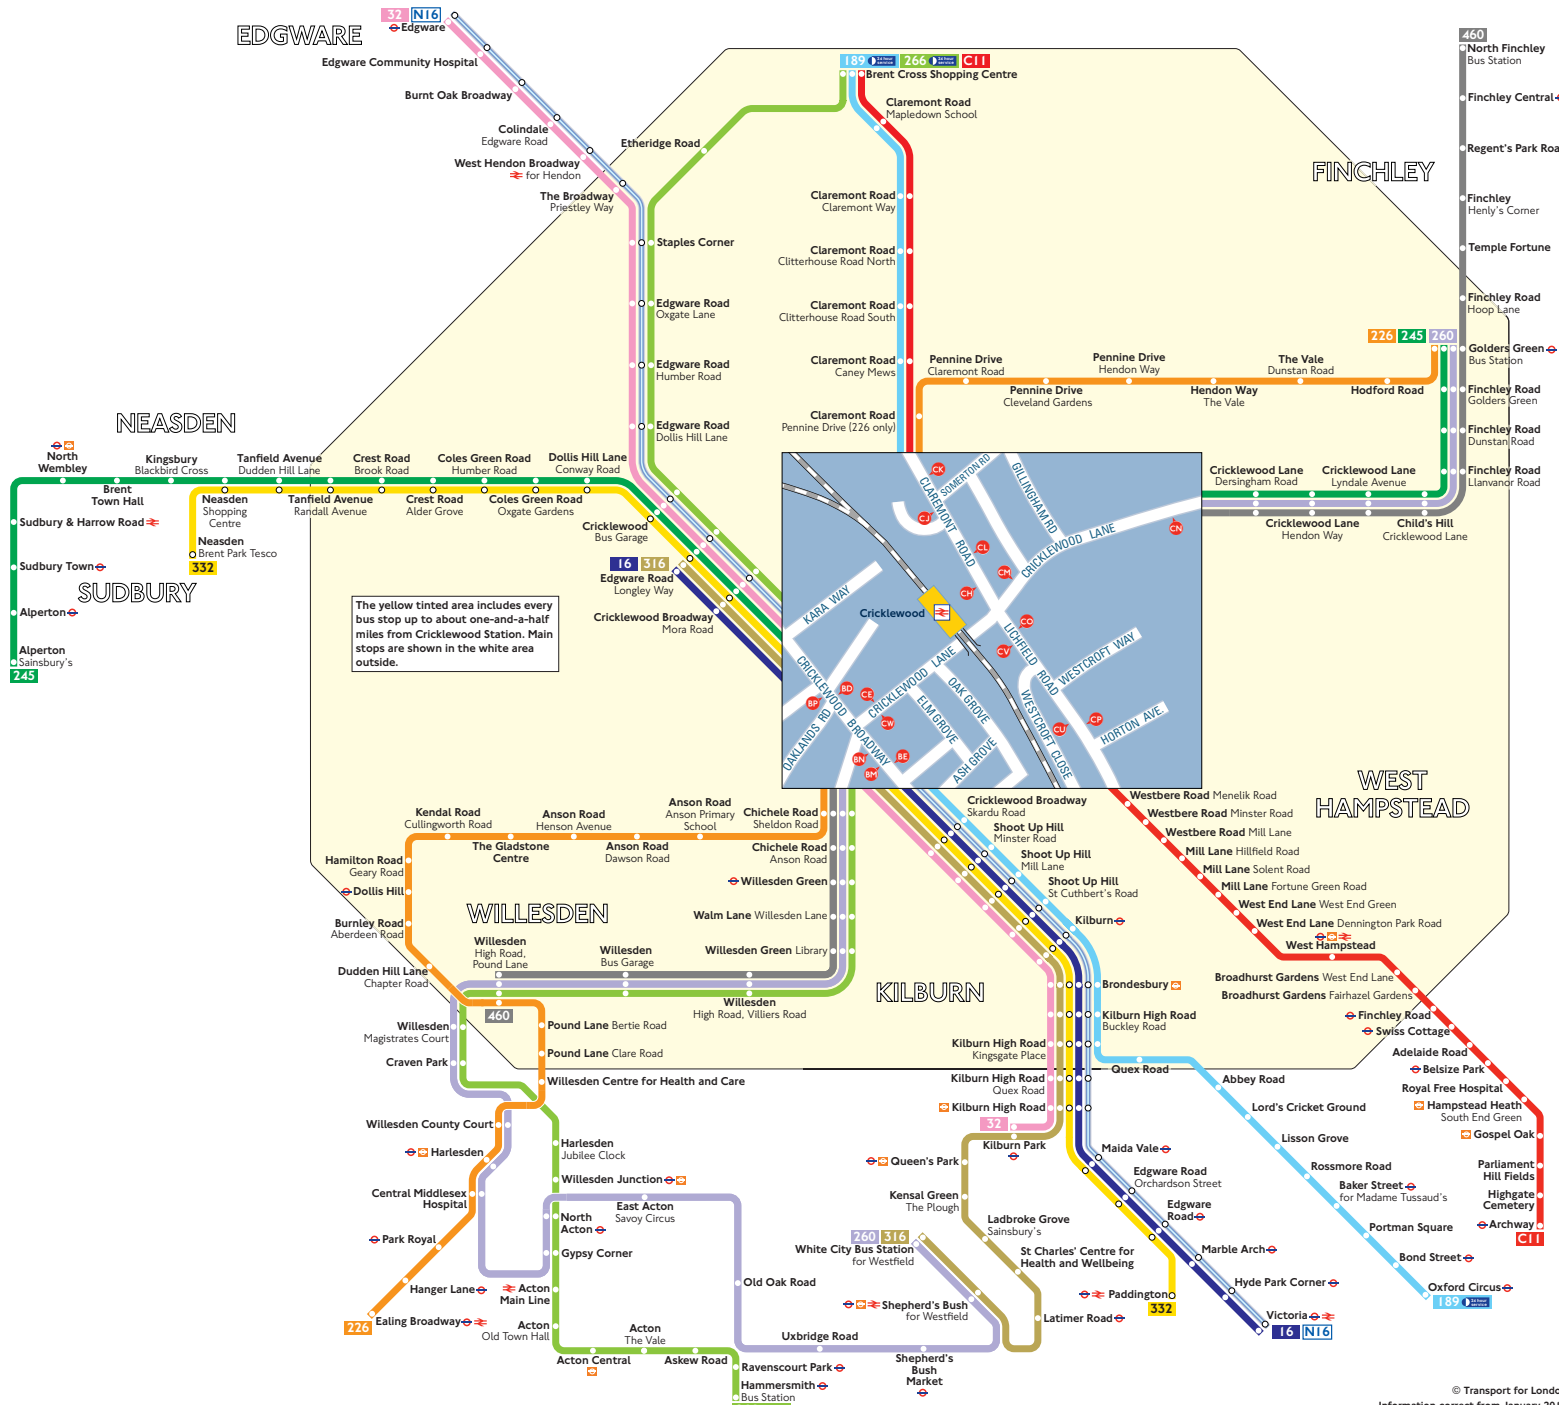 EDGWARE
32 N16
Edgware
Edgware Community Hospital
Burnt Oak Broadway
Colindale
Edgware Road
West Hendon Broadway
for Hendon
The Broadway
Priestley Way
Etheridge Road
189 24 hour service 266 24 hour service C11
Brent Cross Shopping Centre
Claremont Road
Mapledown School
Claremont Road
Claremont Way
Claremont Road
Clitterhouse Road North
Claremont Road
Clitterhouse Road South
Claremont Road
Caney Mews
Claremont Road
Pennine Drive (226 only)
460
North Finchley
Bus Station
Finchley Central
Regent's Park Roa
FINCHLEY
Finchley
Henly's Corner
Temple Fortune
Finchley Road
Hoop Lane
226 245 260
Golders Green
Bus Station
Finchley Road
Golders Green
Finchley Road
Dunstan Road
Finchley Road
Llanvanor Road
Pennine Drive
Claremont Road
Pennine Drive
Cleveland Gardens
Pennine Drive
Hendon Way
Hendon Way
The Vale
The Vale
Dunstan Road
Hodford Road
Staples Corner
Edgware Road
Oxgate Lane
Edgware Road
Humber Road
Edgware Road
Dollis Hill Lane
NEASDEN
North
Wembley
Brent
Town Hall
Kingsbury
Blackbird Cross
Tanfield Avenue
Dudden Hill Lane
Crest Road
Brook Road
Coles Green Road
Humber Road
Dollis Hill Lane
Conway Road
Neasden
Shopping
Centre
Tanfield Avenue
Randall Avenue
Crest Road
Alder Grove
Coles Green Road
Oxgate Gardens
Cricklewood
Bus Garage
Neasden
Brent Park Tesco
332
Sudbury & Harrow Road
Sudbury Town
SUDBURY
Alperton
Alperton
Sainsbury's
245
16 316
Edgware Road
Longley Way
Cricklewood Broadway
Mora Road
The yellow tinted area includes every
bus stop up to about one-and-a-half
miles from Cricklewood Station. Main
stops are shown in the white area
outside.
Cricklewood Lane
Dersingham Road
Cricklewood Lane
Lyndale Avenue
Cricklewood Lane
Hendon Way
Child's Hill
Cricklewood Lane
CK
SOMERTON RD
CLAREMONT ROAD
GILLINGHAM RD
CJ
CL
CM
CRICKLEWOOD LANE
CN
CH
KARA WAY
Cricklewood
CO
CV
LICHFIELD ROAD
WESTCROFT WAY
CRICKLEWOOD LANE
CRICKLEWOOD BROADWAY
BD
CE
BP
CW
OAKLANDS RD
OAK GROVE
ELM GROVE
ASH GROVE
WESTCROFT CLOSE
CP
CU
HORTON AVE.
BN
BE
BM
WEST
HAMPSTEAD
Westbere Road Menelik Road
Westbere Road Minster Road
Westbere Road Mill Lane
Mill Lane Hillfield Road
Mill Lane Solent Road
Mill Lane Fortune Green Road
West End Lane West End Green
West End Lane Dennington Park Road
West Hampstead
Broadhurst Gardens West End Lane
Broadhurst Gardens Fairhazel Gardens
Finchley Road
Swiss Cottage
Adelaide Road
Belsize Park
Royal Free Hospital
Hampstead Heath
South End Green
Gospel Oak
Parliament
Hill Fields
Highgate
Cemetery
Archway
C11
Kendal Road
Cullingworth Road
The Gladstone
Centre
Anson Road
Henson Avenue
Anson Road
Dawson Road
Anson Road
Anson Primary
School
Chichele Road
Sheldon Road
Chichele Road
Anson Road
Willesden Green
Walm Lane Willesden Lane
Willesden Green Library
Hamilton Road
Geary Road
Dollis Hill
Burnley Road
Aberdeen Road
Dudden Hill Lane
Chapter Road
WILLESDEN
Willesden
High Road,
Pound Lane
Willesden
Bus Garage
Willesden
High Road, Villiers Road
460
Willesden
Magistrates Court
Craven Park
Pound Lane Bertie Road
Pound Lane Clare Road
Willesden Centre for Health and Care
Willesden County Court
Harlesden
Central Middlesex
Hospital
Park Royal
Hanger Lane
226
Ealing Broadway
Harlesden
Jubilee Clock
Willesden Junction
North
Acton
Gypsy Corner
East Acton
Savoy Circus
Acton
Main Line
Acton
Old Town Hall
Acton Central
Acton
The Vale
Askew Road
Ravenscourt Park
Hammersmith
Bus Station
Old Oak Road
Uxbridge Road
Shepherd's
Bush
Market
260 316
White City Bus Station
for Westfield
Shepherd's Bush
for Westfield
Latimer Road
St Charles' Centre for
Health and Wellbeing
Ladbroke Grove
Sainsbury's
Kensal Green
The Plough
Queen's Park
Kilburn Park
32
Kilburn High Road
Kilburn High Road
Quex Road
Kilburn High Road
Kingsgate Place
KILBURN
Cricklewood Broadway
Skardu Road
Shoot Up Hill
Minster Road
Shoot Up Hill
Mill Lane
Shoot Up Hill
St Cuthbert's Road
Kilburn
Brondesbury
Kilburn High Road
Buckley Road
Quex Road
Abbey Road
Lord's Cricket Ground
Lisson Grove
Rossmore Road
Baker Street
for Madame Tussaud's
Portman Square
Bond Street
Oxford Circus
189 24 hour service
Maida Vale
Edgware Road
Orchardson Street
Edgware
Road
Marble Arch
Hyde Park Corner
Victoria
16 N16
Paddington
332
© Transport for Londo